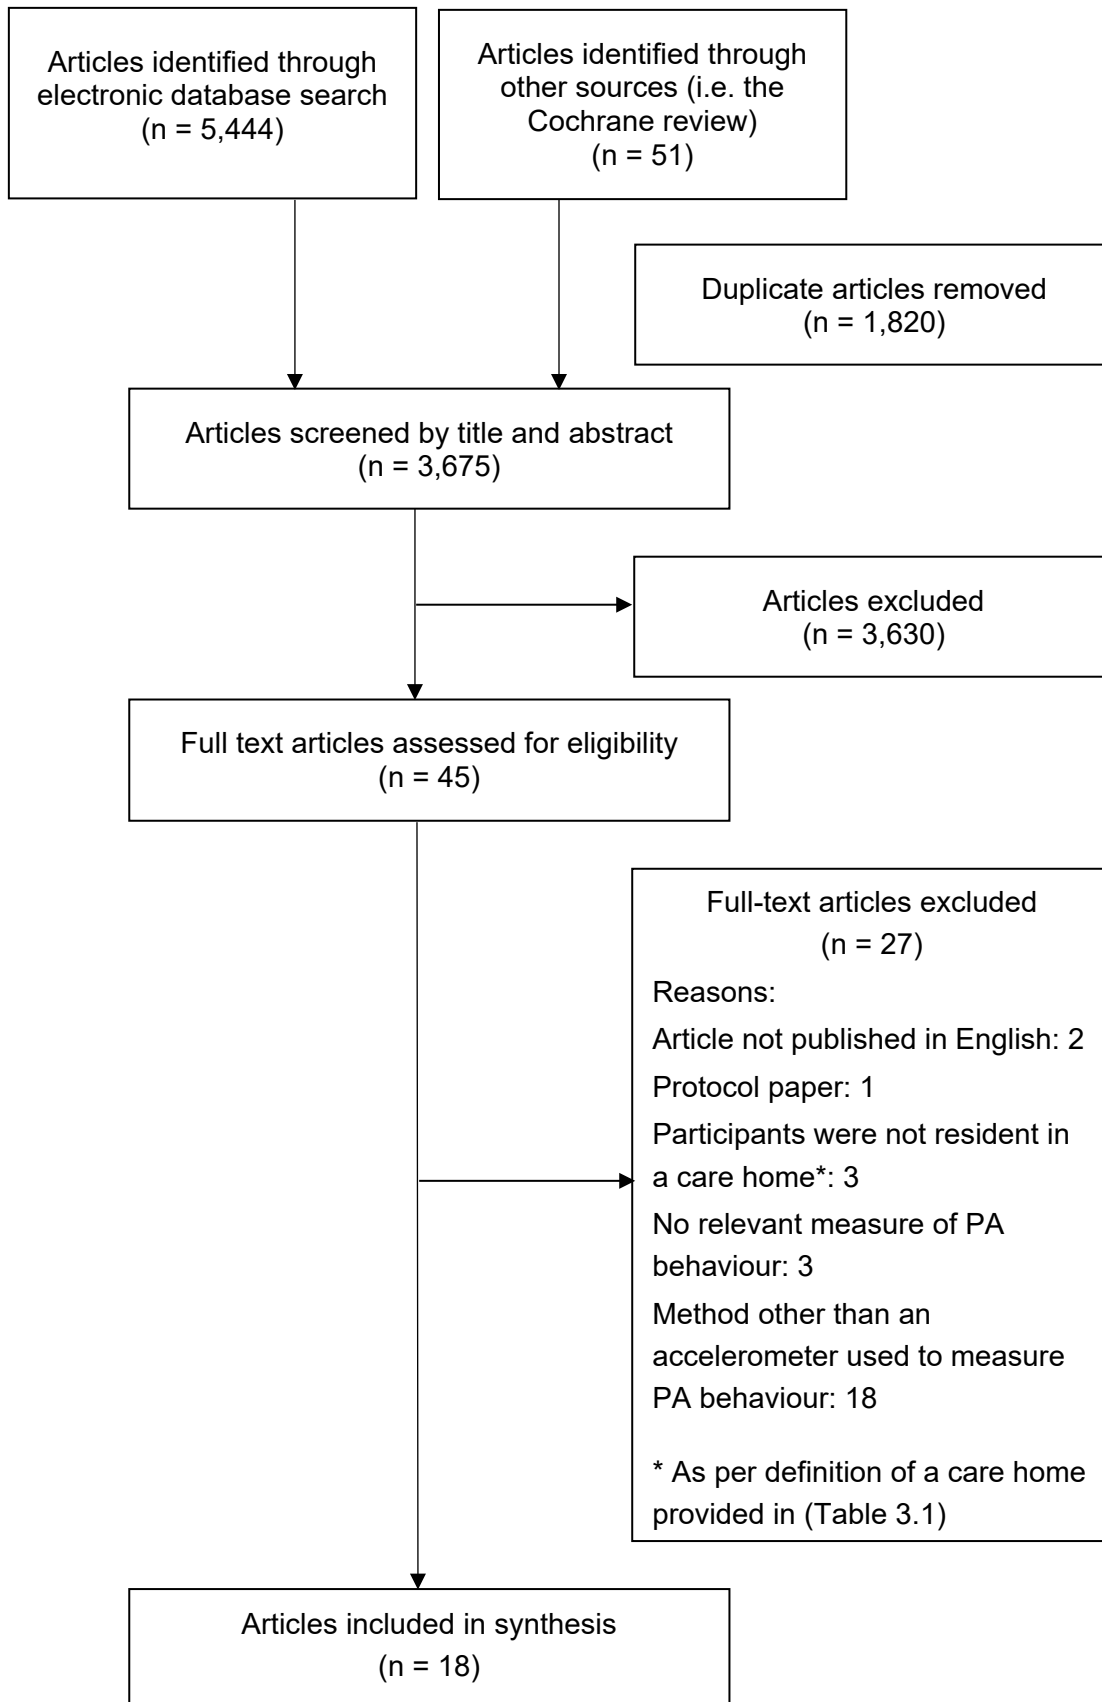 Articles identified through
electronic database search
(n = 5,444)
Articles identified through
other sources (i.e. the
Cochrane review)
(n = 51)
Duplicate articles removed
(n = 1,820)
Articles screened by title and abstract
(n = 3,675)
Articles excluded
(n = 3,630)
Full text articles assessed for eligibility
(n = 45)
Full-text articles excluded
(n = 27)
Reasons:
Article not published in English: 2
Protocol paper: 1
Participants were not resident in
a care home*: 3
No relevant measure of PA
behaviour: 3
Method other than an
accelerometer used to measure
PA behaviour: 18
* As per definition of a care home
provided in (Table 3.1)
Articles included in synthesis
(n = 18)